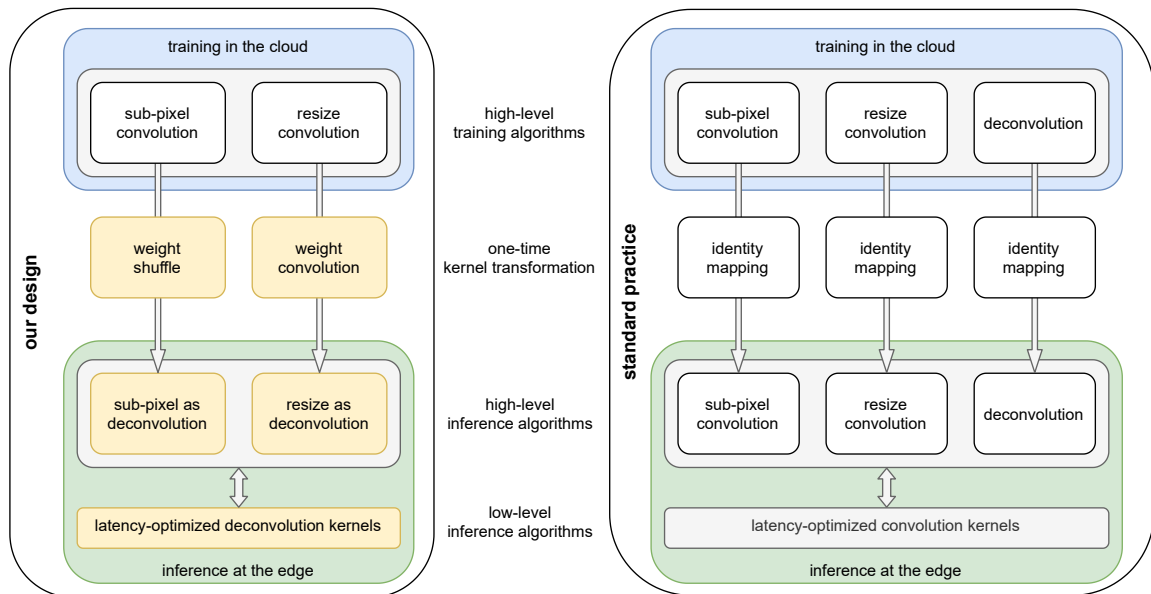 our design
training in the cloud
sub-pixel
convolution
resize
convolution
weight
shuffle
weight
convolution
sub-pixel as
deconvolution
resize as
deconvolution
latency-optimized deconvolution kernels
inference at the edge
high-level
training algorithms
one-time
kernel transformation
high-level
inference algorithms
low-level
inference algorithms
standard practice
training in the cloud
sub-pixel
convolution
resize
convolution
deconvolution
identity
mapping
identity
mapping
identity
mapping
sub-pixel
convolution
resize
convolution
deconvolution
latency-optimized convolution kernels
inference at the edge